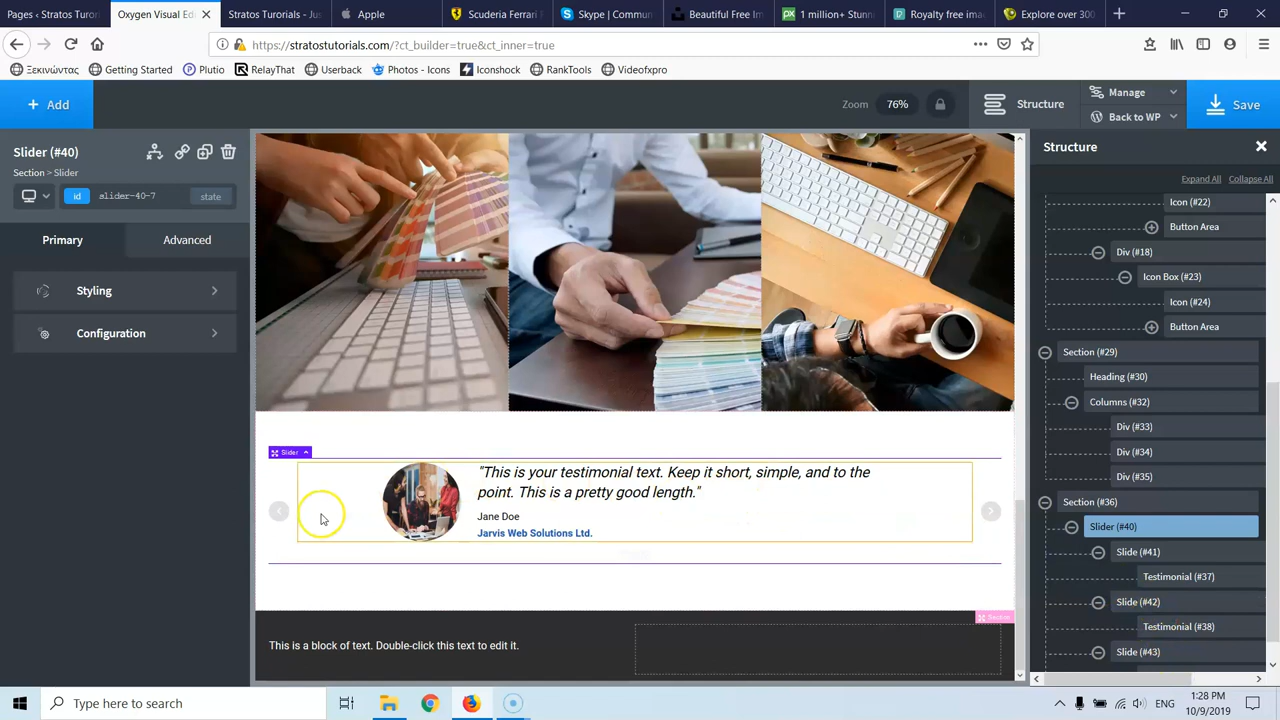 Pages ‹ Stratos Tutorials
Oxygen Visual Edi
Stratos Turorials - Jus
Apple
Scuderia Ferrari
Skype | Commun
Beautiful Free Im
1 million+ Stunn
Royalty free ima
Explore over 300
https://stratostutorials.com/?ct_builder=true&ct_inner=true
Ξεκινώντας
Getting Started
Plutio
RelayThat
Userback
Photos - Icons
Iconshock
RankTools
Videofxpro
+ Add
Zoom
76%
Structure
Manage
Back to WP
Save
Slider (#40)
Section > Slider
id
slider-40-7
state
Primary
Advanced
Styling
Configuration
Slider
"This is your testimonial text. Keep it short, simple, and to the
point. This is a pretty good length."
Jane Doe
Jarvis Web Solutions Ltd.
Section
This is a block of text. Double-click this text to edit it.
Structure
Expand All
Collapse All
Icon (#22)
Button Area
Div (#18)
Icon Box (#23)
Icon (#24)
Button Area
Section (#29)
Heading (#30)
Columns (#32)
Div (#33)
Div (#34)
Div (#35)
Section (#36)
Slider (#40)
Slide (#41)
Testimonial (#37)
Slide (#42)
Testimonial (#38)
Slide (#43)
Type here to search
ENG
1:28 PM
10/9/2019